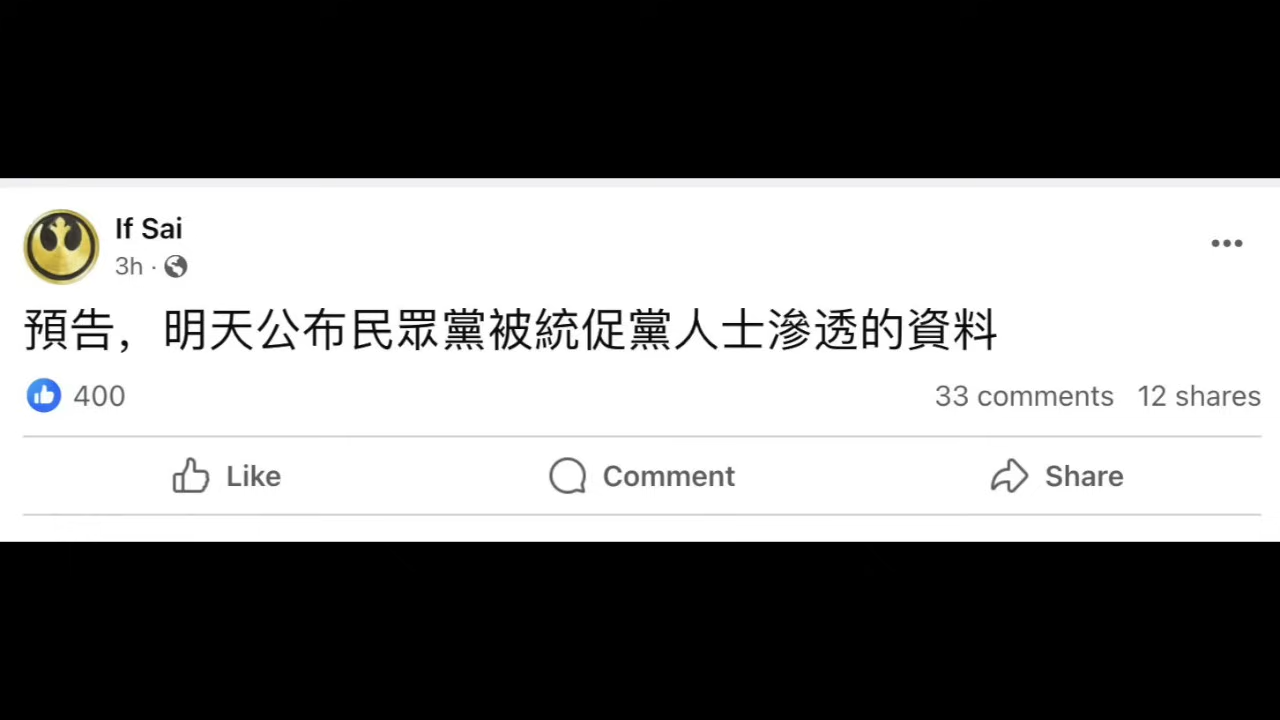 If Sai
3h ·
預告，明天公布民眾黨被統促黨人士滲透的資料
400
33 comments 12 shares
Like Comment Share